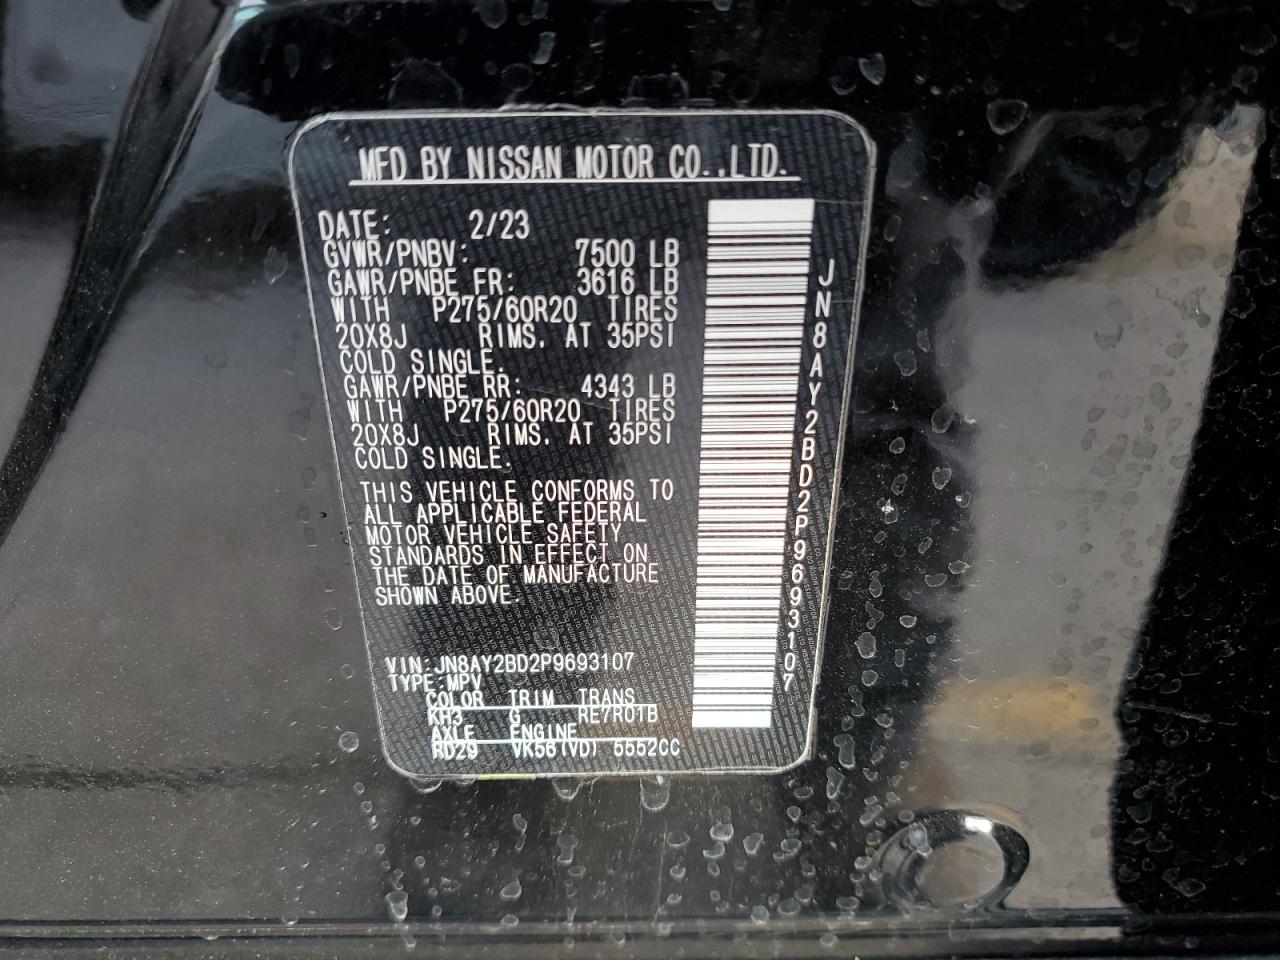 MFD BY NISSAN MOTOR CO.,LTD.
DATE: 2/23
GVWR/PNBV: 7500 LB
GAWR/PNBE FR: 3616 LB
WITH P275/60R20 TIRES
20X8J RIMS. AT 35PSI
COLD SINGLE.
GAWR/PNBE RR: 4343 LB
WITH P275/60R20 TIRES
20X8J RIMS. AT 35PSI
COLD SINGLE.
THIS VEHICLE CONFORMS TO
ALL APPLICABLE FEDERAL
MOTOR VEHICLE SAFETY
STANDARDS IN EFFECT ON
THE DATE OF MANUFACTURE
SHOWN ABOVE.
VIN:JN8AY2BD2P9693107
TYPE:MPV
COLOR TRIM TRANS
KH3 G RE7R01B
AXLE ENGINE
RD29 VK56(VD) 5552CC
JN8AY2BD2P9693107